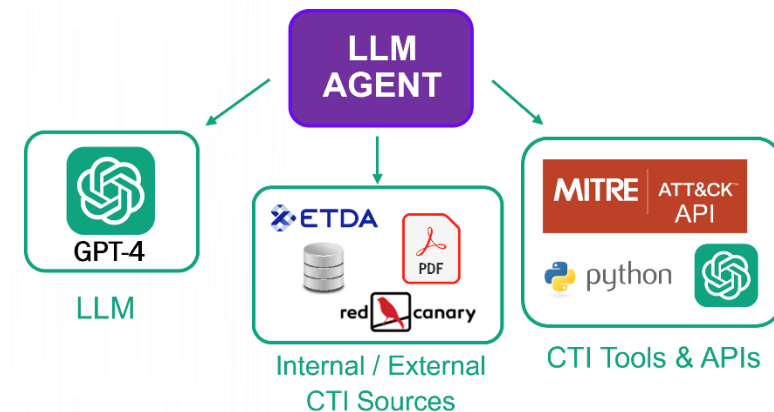 LLM
AGENT
GPT-4
LLM
ETDA
PDF
red canary
Internal / External
CTI Sources
MITRE ATT&CK™
API
python
CTI Tools & APIs